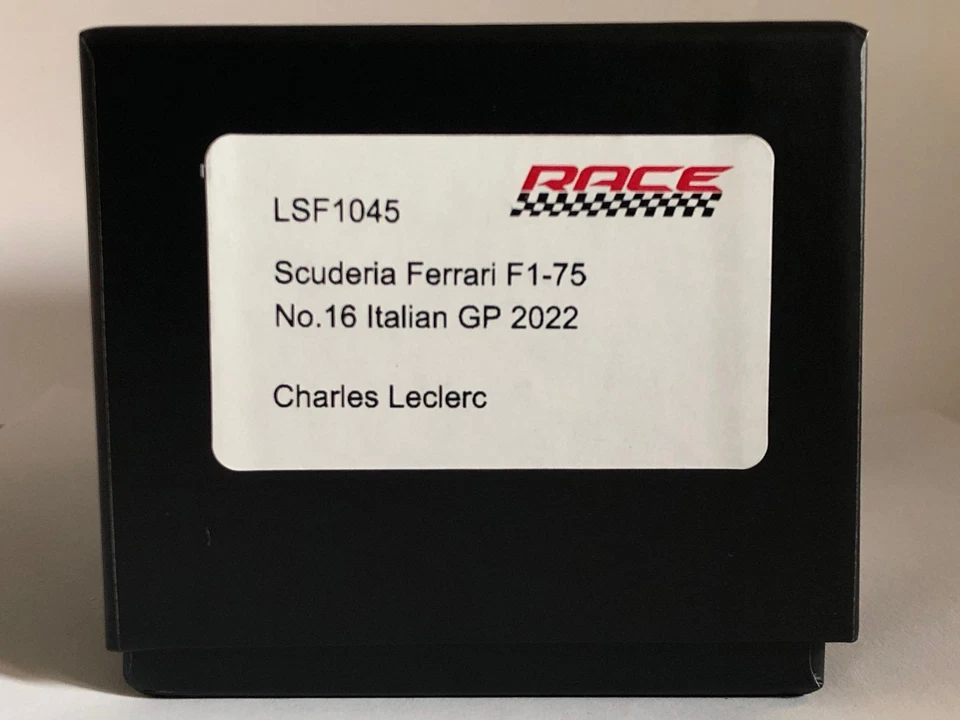 RACE
LSF1045
Scuderia Ferrari F1-75
No.16 Italian GP 2022
Charles Leclerc